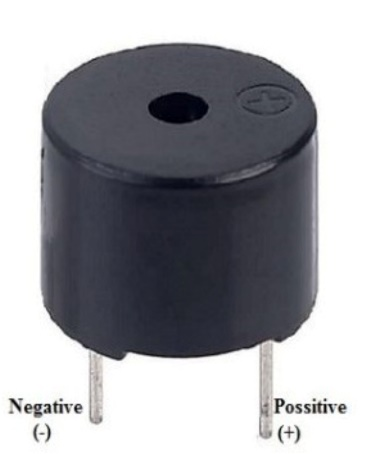 +
Negative Possitive
(-) (+)